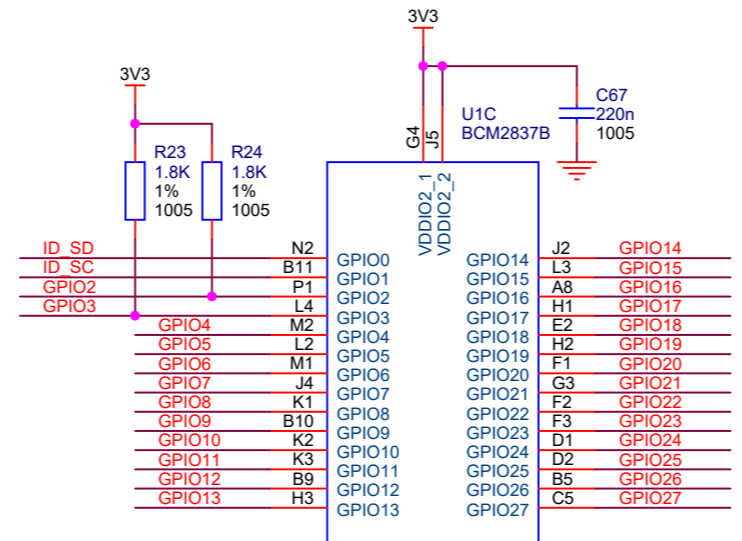 3V3
3V3
C67
220n
1005
U1C
BCM2837B
G4
J5
VDDIO2_1
VDDIO2_2
R23
1.8K
1%
1005
R24
1.8K
1%
1005
ID_SD N2 GPIO0 GPIO14 J2 GPIO14
ID_SC B11 GPIO1 GPIO15 L3 GPIO15
GPIO2 P1 GPIO2 GPIO16 A8 GPIO16
GPIO3 L4 GPIO3 GPIO17 H1 GPIO17
GPIO4 M2 GPIO4 GPIO18 E2 GPIO18
GPIO5 L2 GPIO5 GPIO19 H2 GPIO19
GPIO6 M1 GPIO6 GPIO20 F1 GPIO20
GPIO7 J4 GPIO7 GPIO21 G3 GPIO21
GPIO8 K1 GPIO8 GPIO22 F2 GPIO22
GPIO9 B10 GPIO9 GPIO23 F3 GPIO23
GPIO10 K2 GPIO10 GPIO24 D1 GPIO24
GPIO11 K3 GPIO11 GPIO25 D2 GPIO25
GPIO12 B9 GPIO12 GPIO26 B5 GPIO26
GPIO13 H3 GPIO13 GPIO27 C5 GPIO27